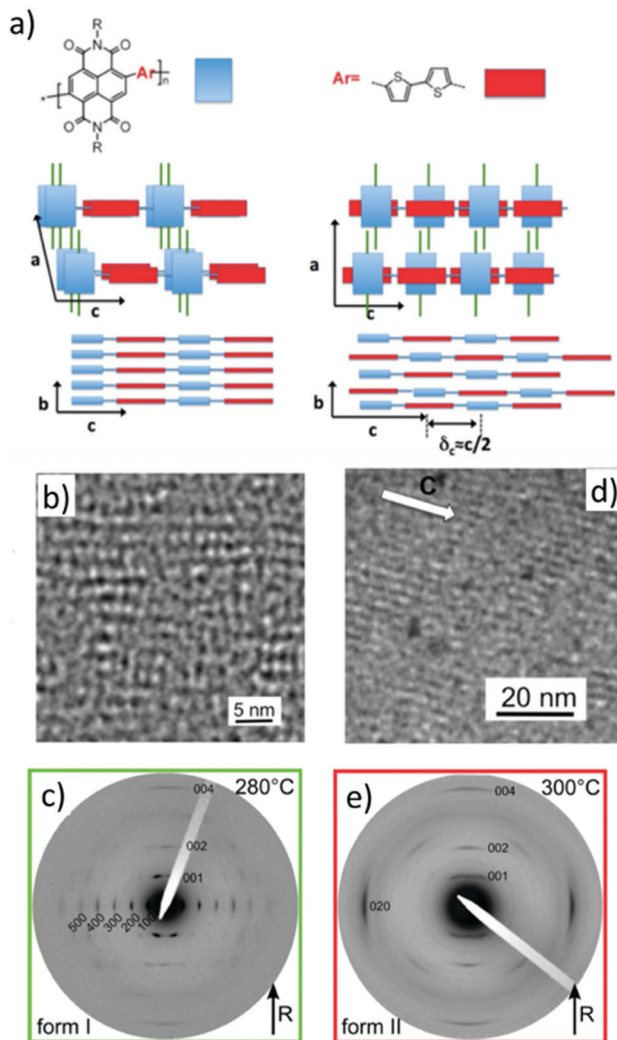 a)
R
O N O
Ar
n
*
O N O
R
Ar=
S
S
a
c
a
c
b
c
b
c
δc≈c/2
b)
5 nm
C
d)
20 nm
c)
280°C
004
002
001
500 400 300 200 100
form I
R
e)
300°C
004
002
001
020
form II
R